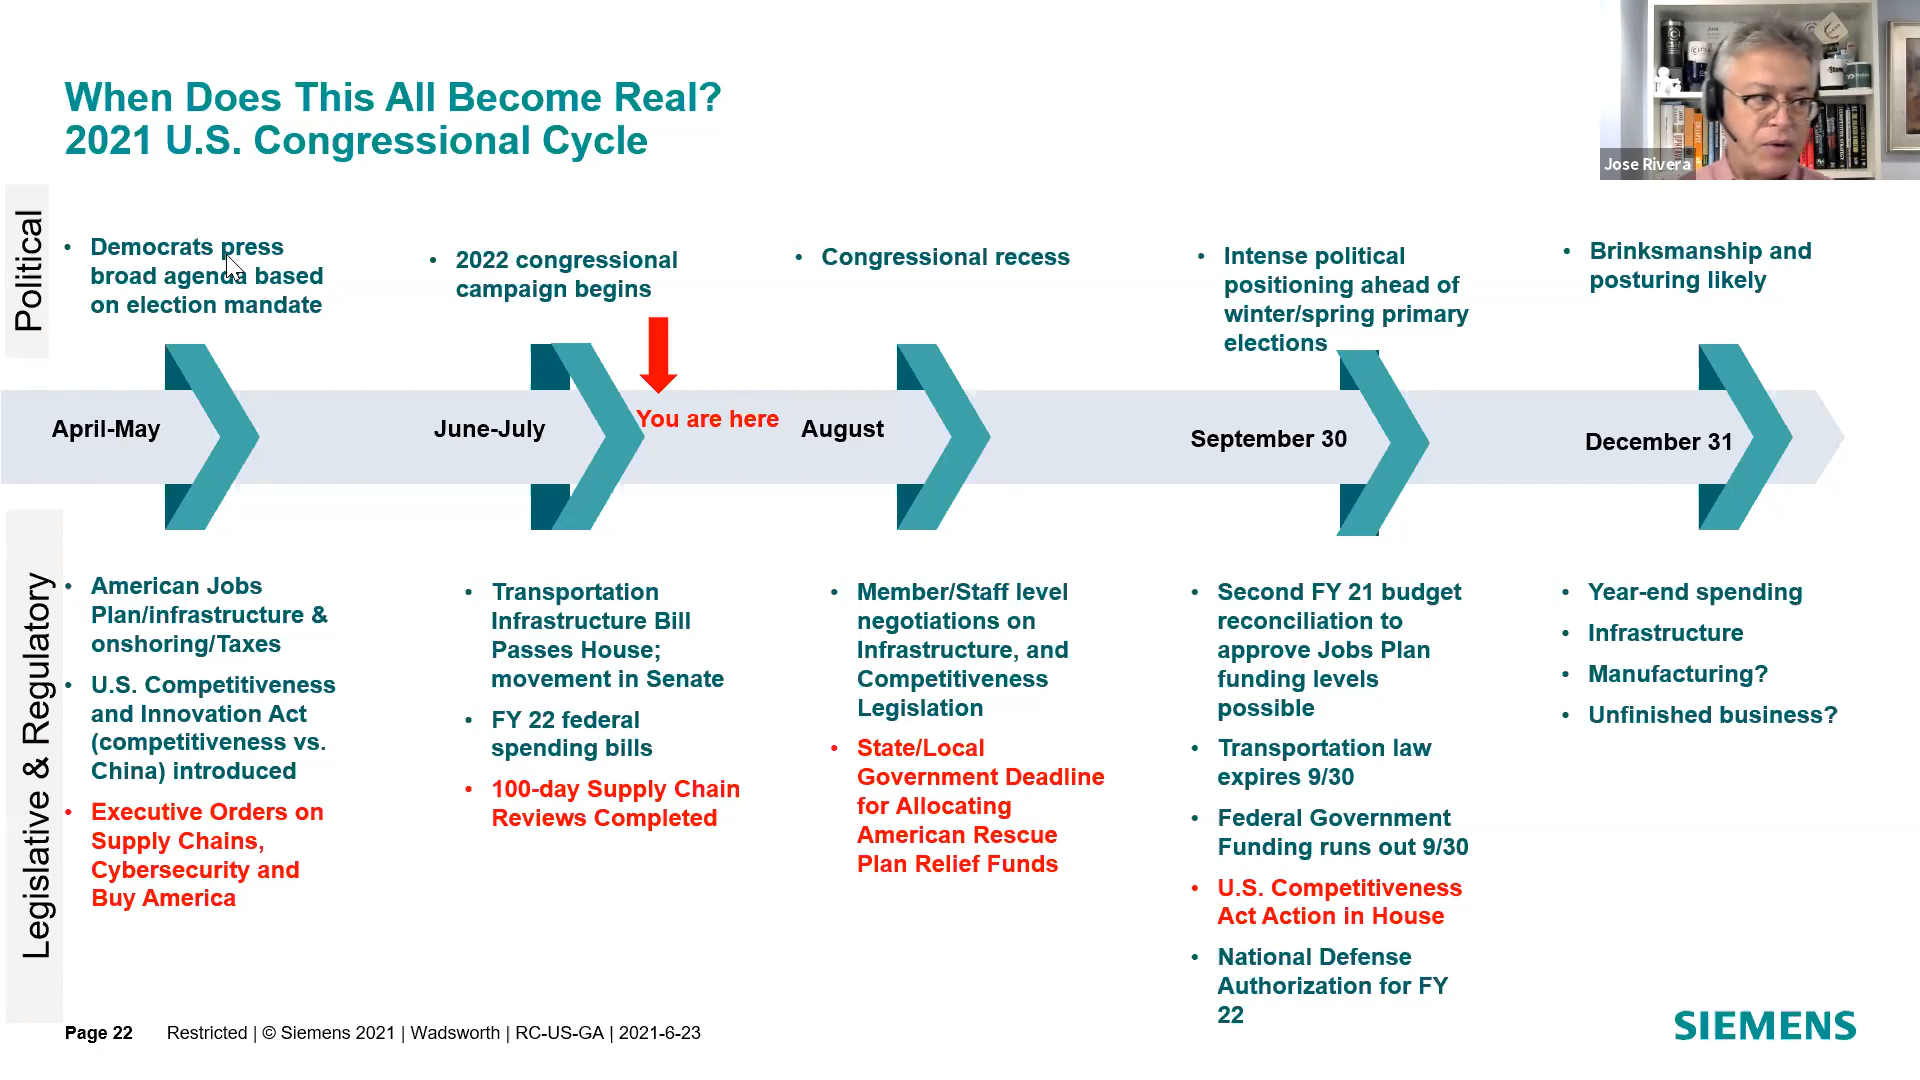 When Does This All Become Real?
2021 U.S. Congressional Cycle
Jose Rivera
Political
• Democrats press
broad agenda based
on election mandate
• 2022 congressional
campaign begins
• Congressional recess
• Intense political
positioning ahead of
winter/spring primary
elections
• Brinksmanship and
posturing likely
April-May
June-July
You are here
August
September 30
December 31
Legislative & Regulatory
• American Jobs
Plan/infrastructure &
onshoring/Taxes
• U.S. Competitiveness
and Innovation Act
(competitiveness vs.
China) introduced
• Executive Orders on
Supply Chains,
Cybersecurity and
Buy America
• Transportation
Infrastructure Bill
Passes House;
movement in Senate
• FY 22 federal
spending bills
• 100-day Supply Chain
Reviews Completed
• Member/Staff level
negotiations on
Infrastructure, and
Competitiveness
Legislation
• State/Local
Government Deadline
for Allocating
American Rescue
Plan Relief Funds
• Second FY 21 budget
reconciliation to
approve Jobs Plan
funding levels
possible
• Transportation law
expires 9/30
• Federal Government
Funding runs out 9/30
• U.S. Competitiveness
Act Action in House
• National Defense
Authorization for FY
22
• Year-end spending
• Infrastructure
• Manufacturing?
• Unfinished business?
Page 22 Restricted | © Siemens 2021 | Wadsworth | RC-US-GA | 2021-6-23
SIEMENS